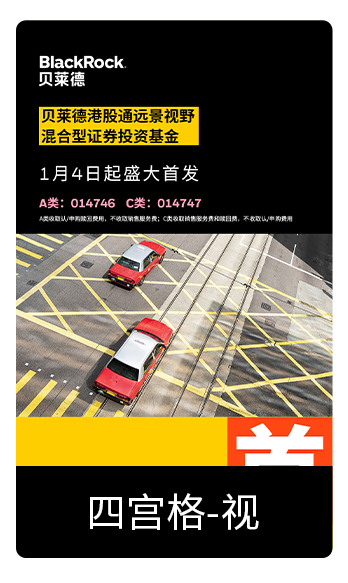 BlackRock.
贝莱德
贝莱德港股通远景视野
混合型证券投资基金
1月4日起盛大首发
A类：014746 C类：014747
A类收取认/申购赎回费用，不收取销售服务费；C类收取销售服务费和赎回费，不收取认/申购费用
首
四宫格-视